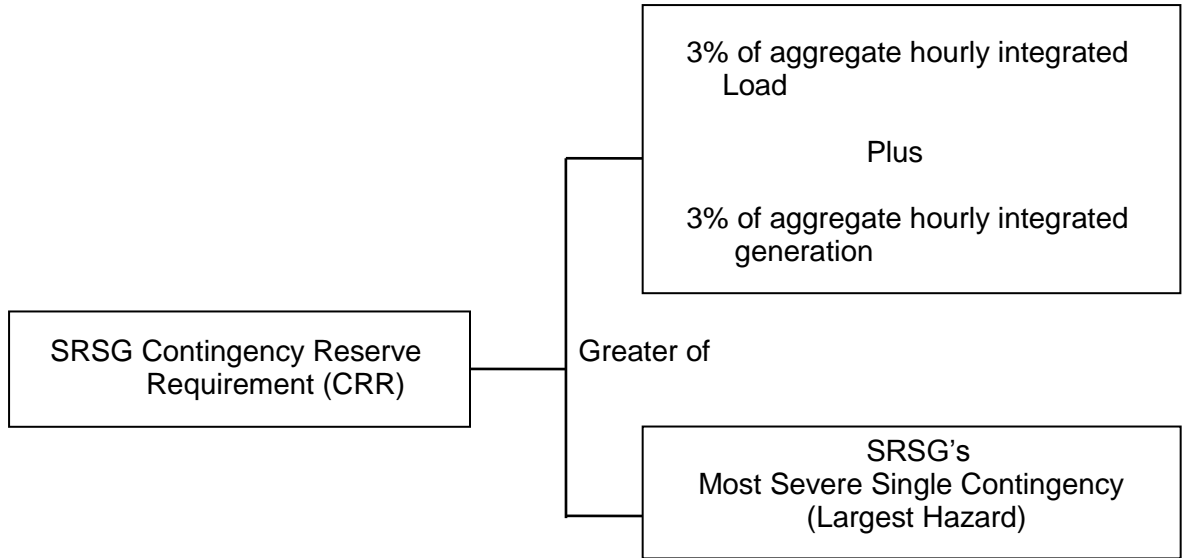 3% of aggregate hourly integrated
Load
Plus
3% of aggregate hourly integrated
generation
SRSG Contingency Reserve
Requirement (CRR)
Greater of
SRSG’s
Most Severe Single Contingency
(Largest Hazard)